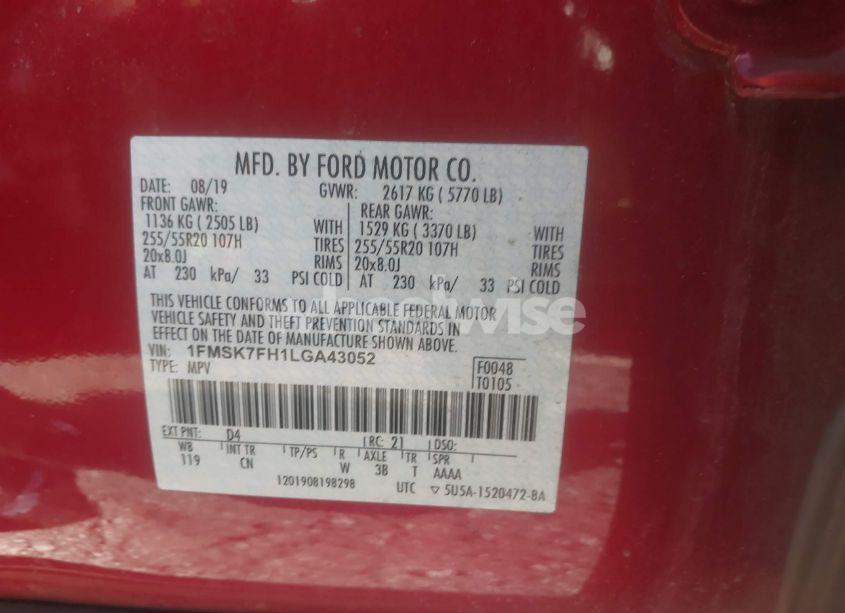 MFD. BY FORD MOTOR CO.
DATE: 08/19 GVWR: 2617 KG ( 5770 LB)
FRONT GAWR: REAR GAWR:
1136 KG ( 2505 LB) WITH 1529 KG ( 3370 LB) WITH
255/55R20 107H TIRES 255/55R20 107H TIRES
20x8.0J RIMS 20x8.0J RIMS
AT 230 kPa/ 33 PSI COLD AT 230 kPa/ 33 PSI COLD
THIS VEHICLE CONFORMS TO ALL APPLICABLE FEDERAL MOTOR
VEHICLE SAFETY AND THEFT PREVENTION STANDARDS IN
EFFECT ON THE DATE OF MANUFACTURE SHOWN ABOVE.
VIN: 1FMSK7FH1LGA43052
TYPE: MPV
F0048
T0105
EXT PNT: D4 RC: 21 DSO:
WB INT TR TP/PS R AXLE TR SPR
119 CN W 3B T AAAA
1201908198298 UTC ▽ 5U5A-1520472-BA